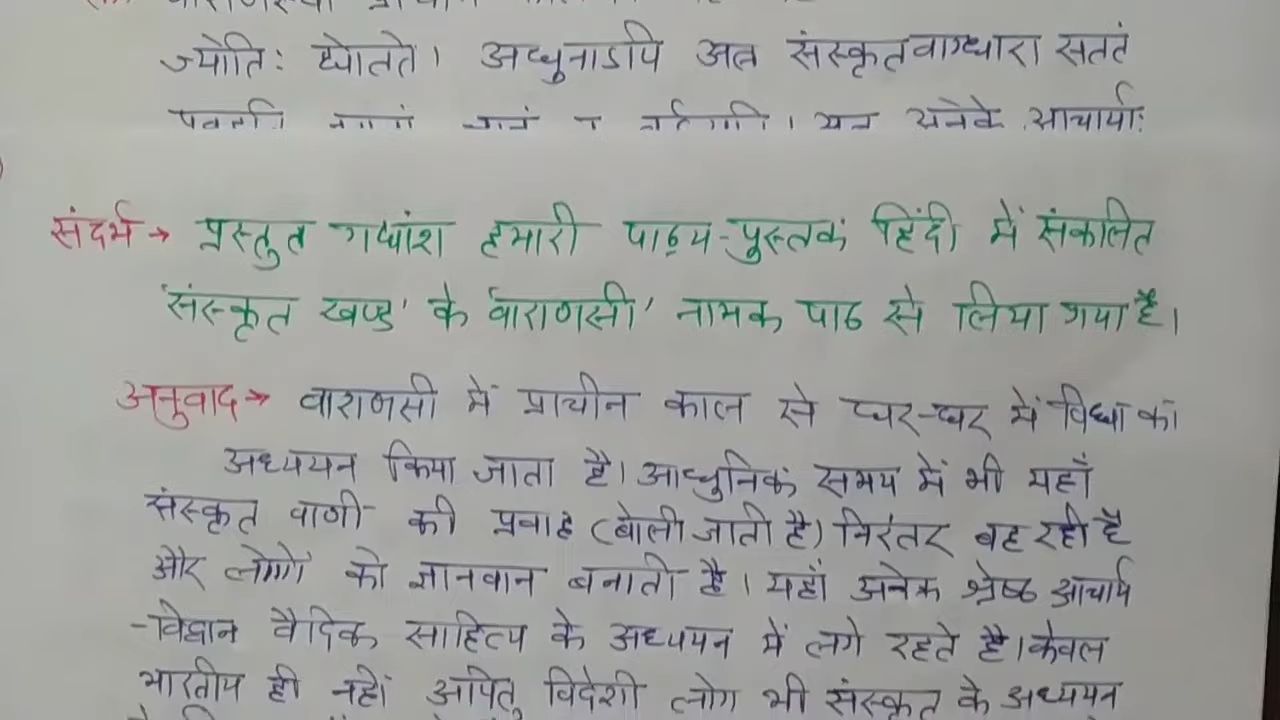 ज्योतिः द्योतते। अधुनाऽपि अत्र संस्कृतवाग्धारा सततं
अनेके आचार्याः
संदर्भ → प्रस्तुत गद्यांश हमारी पाठ्य-पुस्तक हिंदी में संकलित
'संस्कृत खण्ड' के 'वाराणसी' नामक पाठ से लिया गया है।
अनुवाद → वाराणसी में प्राचीन काल से घर-घर में विद्या का
अध्ययन किया जाता है। आधुनिक समय में भी यहाँ
संस्कृत वाणी की प्रवाह (बोली जाती है) निरंतर बह रही है
और लोगों को ज्ञानवान बनाती है। यहाँ अनेक श्रेष्ठ आचार्य
-विद्वान वैदिक साहित्य के अध्ययन में लगे रहते है। केवल
भारतीय ही नहीं अपितु विदेशी लोग भी संस्कृत के अध्ययन